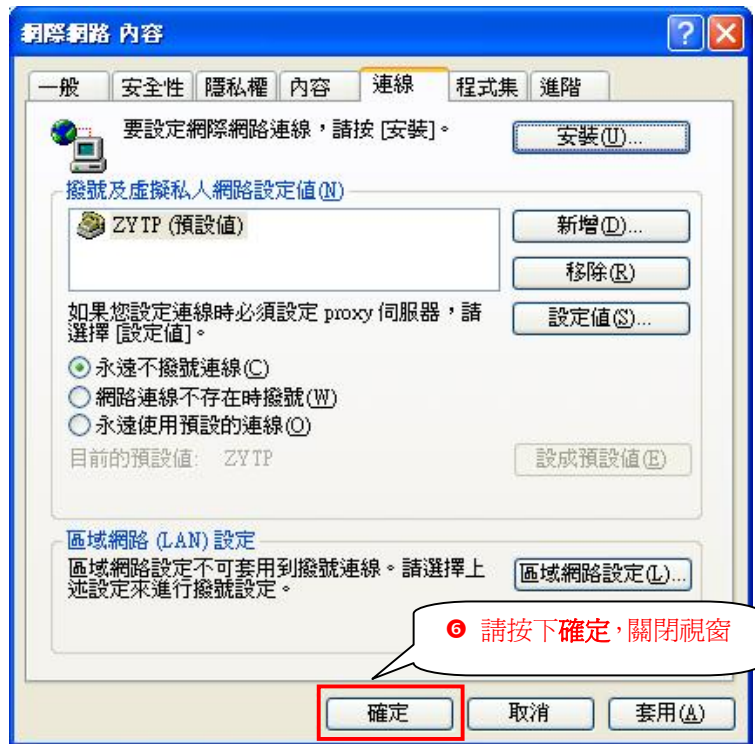 網際網路 內容
一般 安全性 隱私權 內容 連線 程式集 進階
要設定網際網路連線，請按 [安裝]。
安裝(U)...
撥號及虛擬私人網路設定值(N)
ZYTP (預設值)
新增(D)...
移除(R)
如果您設定連線時必須設定 proxy 伺服器，請
選擇 [設定值]。
設定值(S)...
永遠不撥號連線(C)
網路連線不存在時撥號(W)
永遠使用預設的連線(O)
目前的預設值: ZYTP
設成預設值(E)
區域網路 (LAN) 設定
區域網路設定不可套用到撥號連線。請選擇上
述設定來進行撥號設定。
區域網路設定(L)...
❻ 請按下確定，關閉視窗
確定 取消 套用(A)